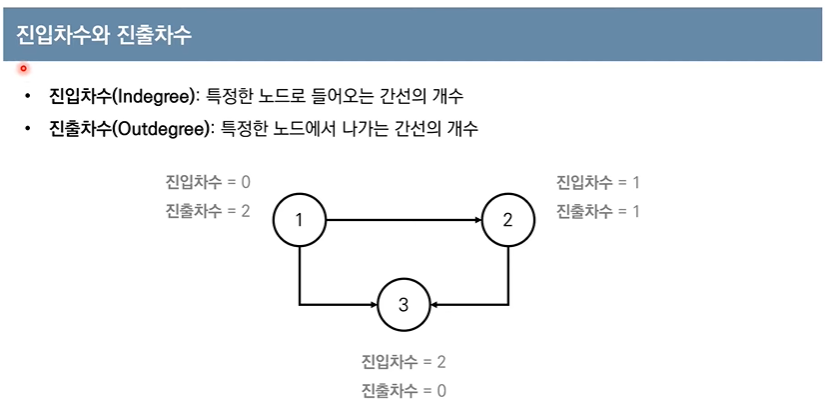 진입차수와 진출차수
• 진입차수(Indegree): 특정한 노드로 들어오는 간선의 개수
• 진출차수(Outdegree): 특정한 노드에서 나가는 간선의 개수
진입차수 = 0
진출차수 = 2
1
2
진입차수 = 1
진출차수 = 1
3
진입차수 = 2
진출차수 = 0